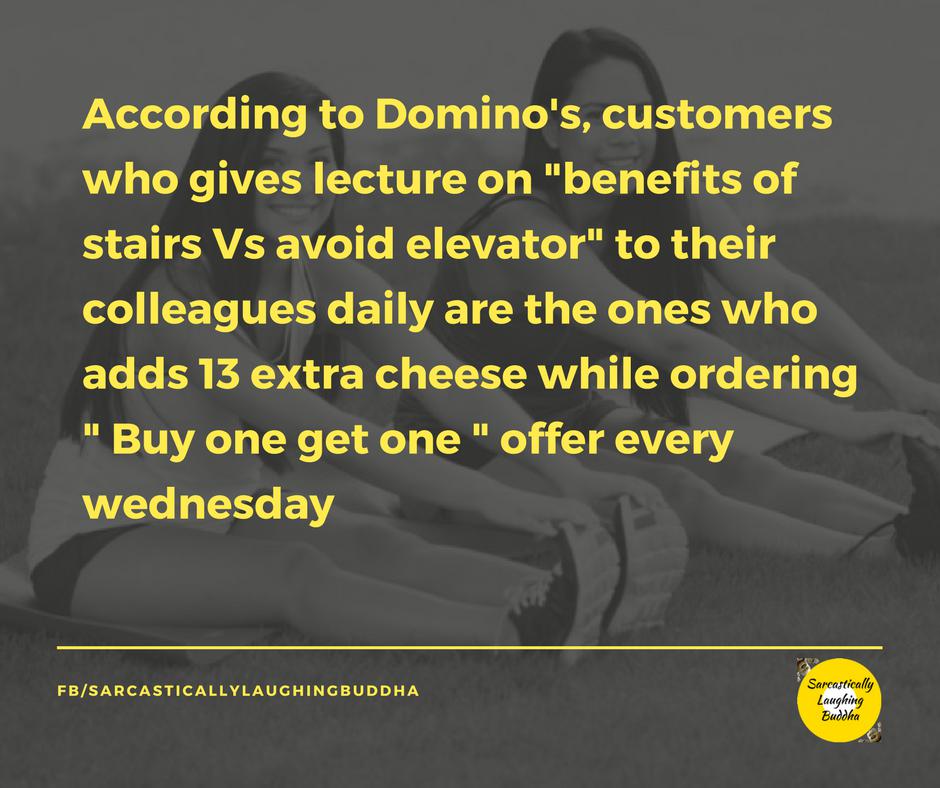 According to Domino's, customers
who gives lecture on "benefits of
stairs Vs avoid elevator" to their
colleagues daily are the ones who
adds 13 extra cheese while ordering
" Buy one get one " offer every
wednesday
FB/SARCASTICALLYLAUGHINGBUDDHA
Sarcastically
Laughing
Buddha